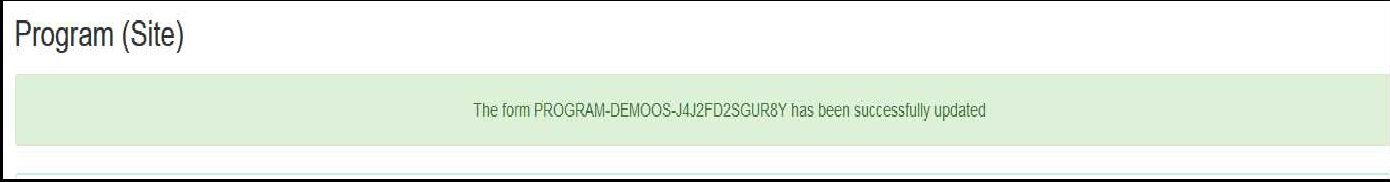 Program (Site)
The form PROGRAM-DEMOOS-J4J2FD2SGUR8Y has been successfully updated